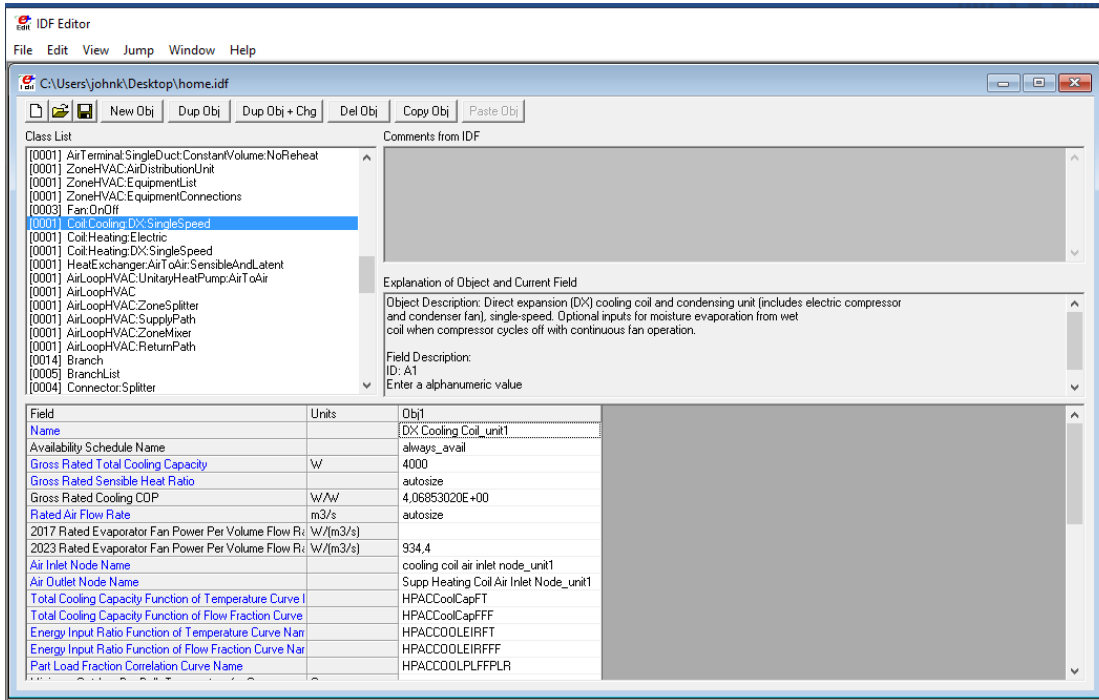 IDF Editor
File Edit View Jump Window Help
C:\Users\johnk\Desktop\home.idf
New Obj Dup Obj Dup Obj + Chg Del Obj Copy Obj Paste Obj
Class List
[0001] AirTerminal:SingleDuct:ConstantVolume:NoReheat
[0001] ZoneHVAC:AirDistributionUnit
[0001] ZoneHVAC:EquipmentList
[0001] ZoneHVAC:EquipmentConnections
[0003] Fan:OnOff
[0001] Coil:Cooling:DX:SingleSpeed
[0001] Coil:Heating:Electric
[0001] Coil:Heating:DX:SingleSpeed
[0001] HeatExchanger:AirToAir:SensibleAndLatent
[0001] AirLoopHVAC:UnitaryHeatPump:AirToAir
[0001] AirLoopHVAC
[0001] AirLoopHVAC:ZoneSplitter
[0001] AirLoopHVAC:SupplyPath
[0001] AirLoopHVAC:ZoneMixer
[0001] AirLoopHVAC:ReturnPath
[0014] Branch
[0005] BranchList
[0004] Connector:Splitter
Comments from IDF
Explanation of Object and Current Field
Object Description: Direct expansion (DX) cooling coil and condensing unit (includes electric compressor
and condenser fan), single-speed. Optional inputs for moisture evaporation from wet
coil when compressor cycles off with continuous fan operation.
Field Description:
ID: A1
Enter a alphanumeric value
Field Units Obj1
Name DX Cooling Coil_unit1
Availability Schedule Name always_avail
Gross Rated Total Cooling Capacity W 4000
Gross Rated Sensible Heat Ratio autosize
Gross Rated Cooling COP W/W 4,06853020E+00
Rated Air Flow Rate m3/s autosize
2017 Rated Evaporator Fan Power Per Volume Flow Ra W/(m3/s)
2023 Rated Evaporator Fan Power Per Volume Flow Ra W/(m3/s) 934,4
Air Inlet Node Name cooling coil air inlet node_unit1
Air Outlet Node Name Supp Heating Coil Air Inlet Node_unit1
Total Cooling Capacity Function of Temperature Curve HPACCoolCapFT
Total Cooling Capacity Function of Flow Fraction Curve HPACCoolCapFFF
Energy Input Ratio Function of Temperature Curve Nam HPACCOOLEIRFT
Energy Input Ratio Function of Flow Fraction Curve Nar HPACCOOLEIRFFF
Part Load Fraction Correlation Curve Name HPACCOOLPLFFPLR